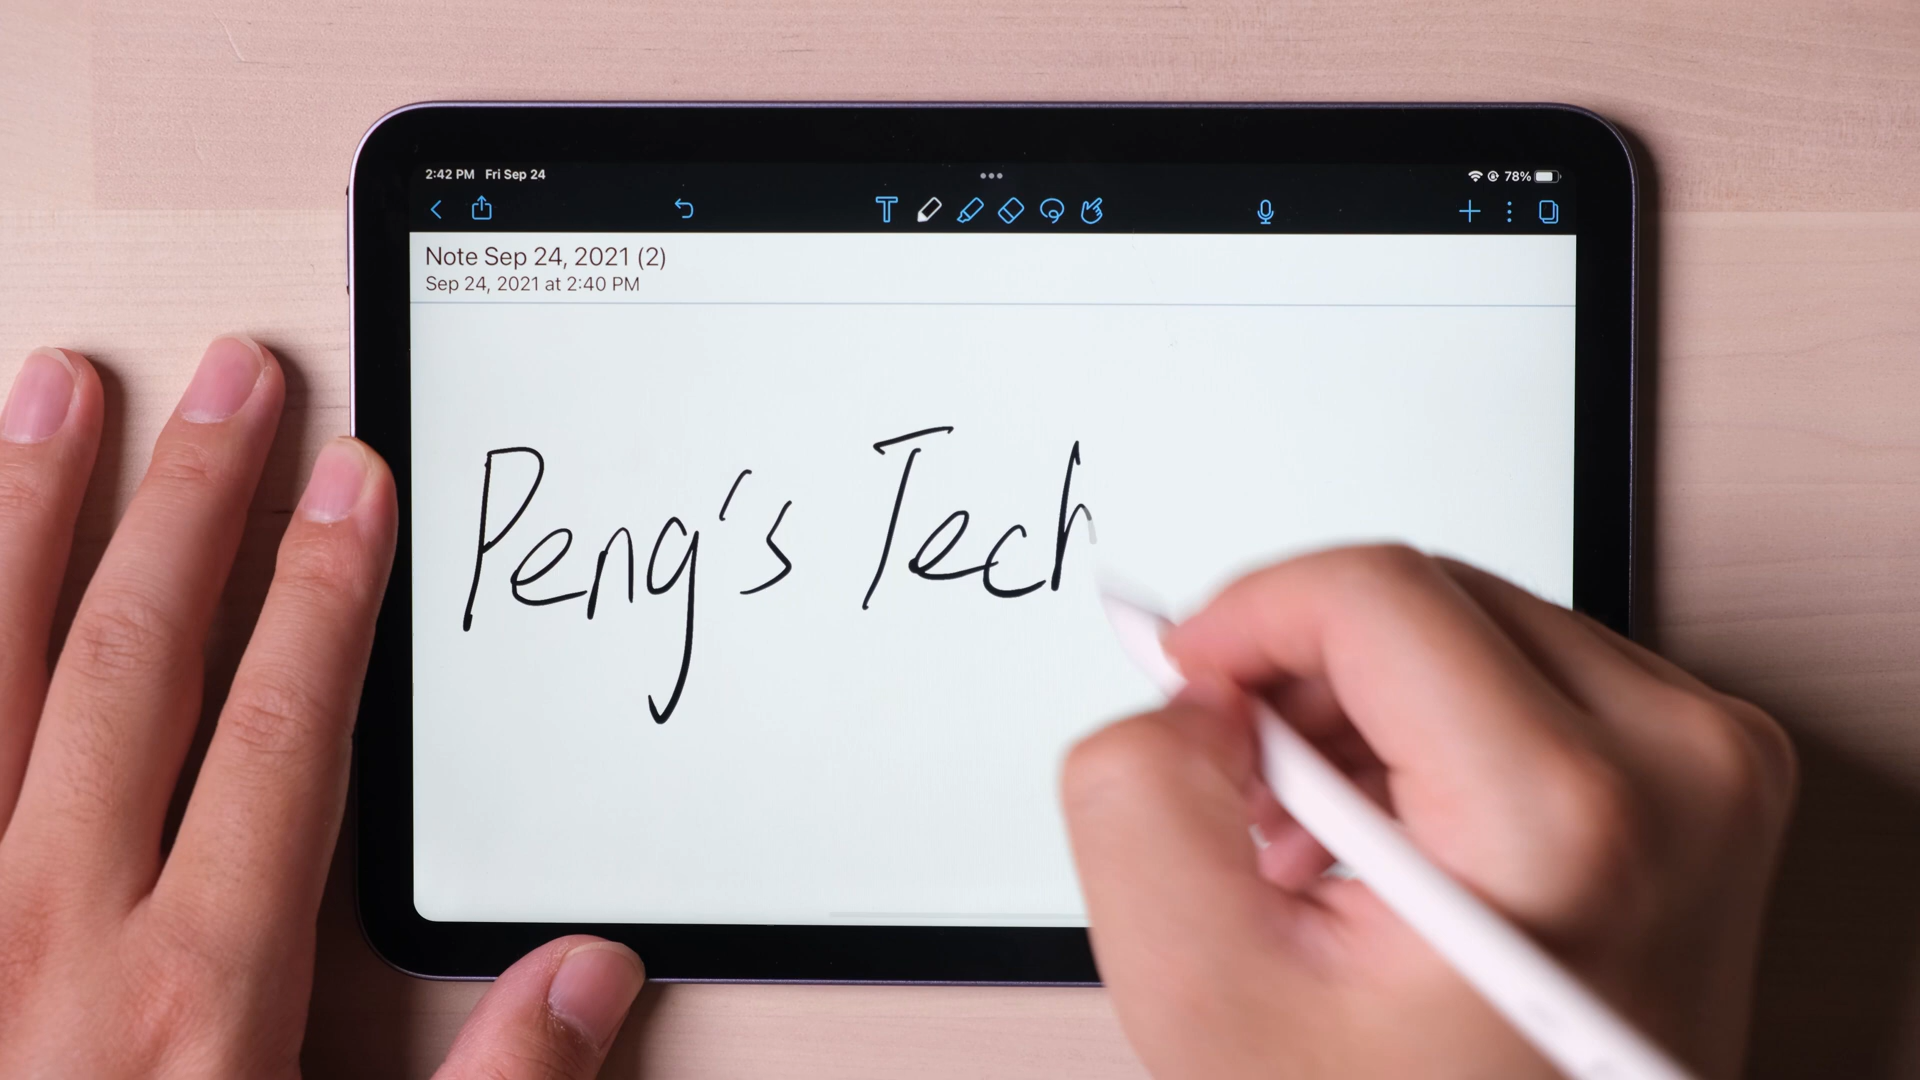 2:42 PM Fri Sep 24 78%
Note Sep 24, 2021 (2)
Sep 24, 2021 at 2:40 PM
Peng's Tech